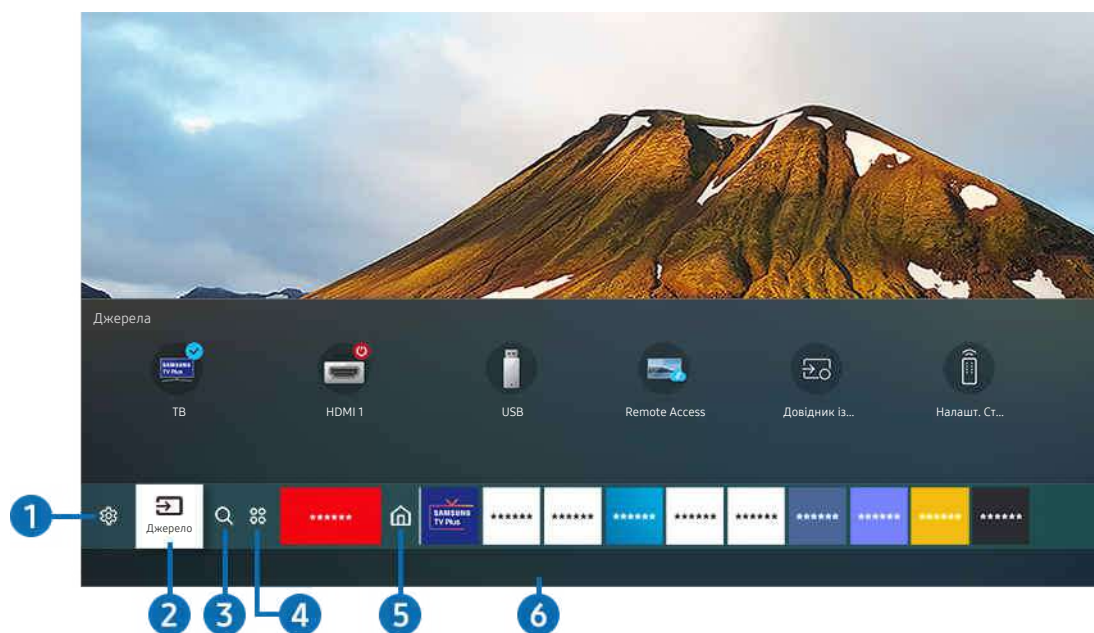 Джерела
SAMSUNG
TV Plus
ТВ
HDMI 1
USB
Remote Access
Довідник із...
Налашт. Ст...
1
Джерело
******
SAMSUNG
TV Plus
******
******
******
******
******
******
******
******
******
2
3
4
5
6